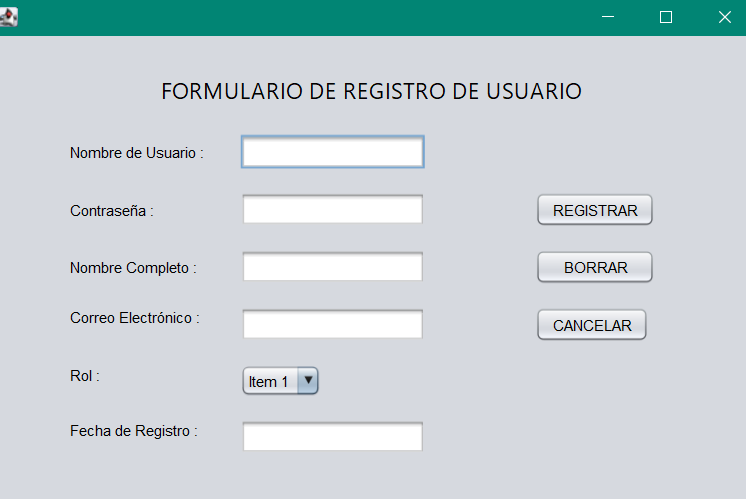 FORMULARIO DE REGISTRO DE USUARIO
Nombre de Usuario :
Contraseña :
REGISTRAR
Nombre Completo :
BORRAR
Correo Electrónico :
CANCELAR
Rol :
Item 1
Fecha de Registro :